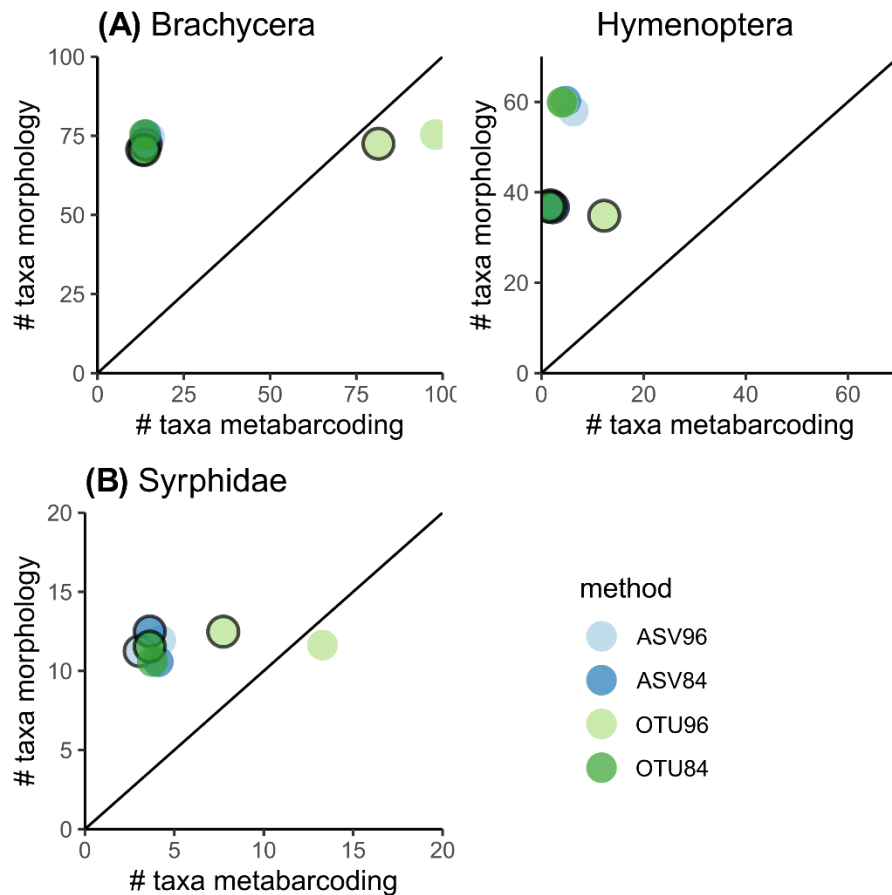 (A) Brachycera
Hymenoptera
# taxa morphology
100
75
50
25
0
0 25 50 75 100
# taxa metabarcoding
# taxa morphology
60
40
20
0
0 20 40 60
# taxa metabarcoding
(B) Syrphidae
# taxa morphology
20
15
10
5
0
0 5 10 15 20
# taxa metabarcoding
method
ASV96
ASV84
OTU96
OTU84